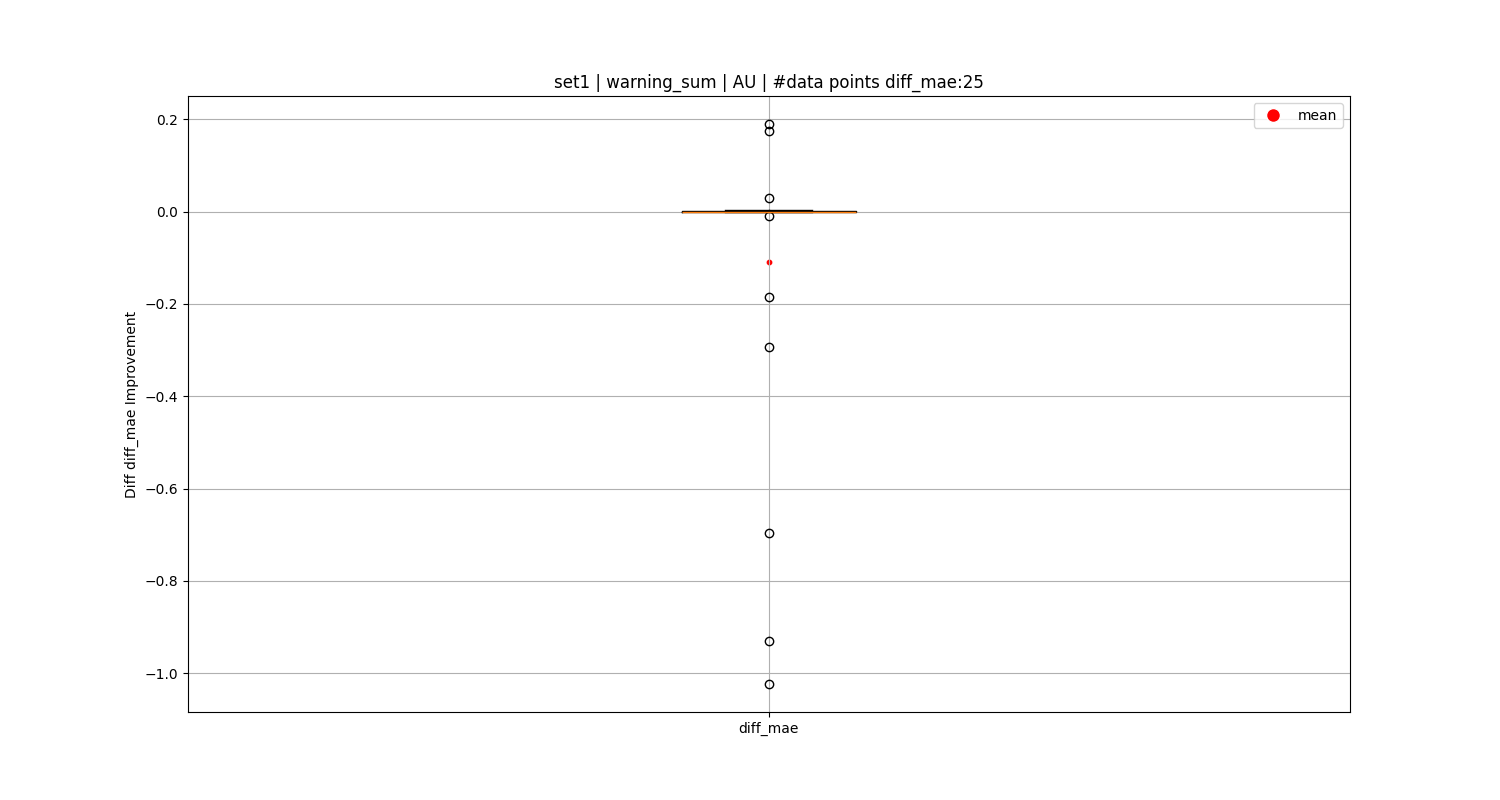 set1 | warning_sum | AU | #data points diff_mae:25
mean
Diff diff_mae Improvement
0.2
0.0
−0.2
−0.4
−0.6
−0.8
−1.0
diff_mae